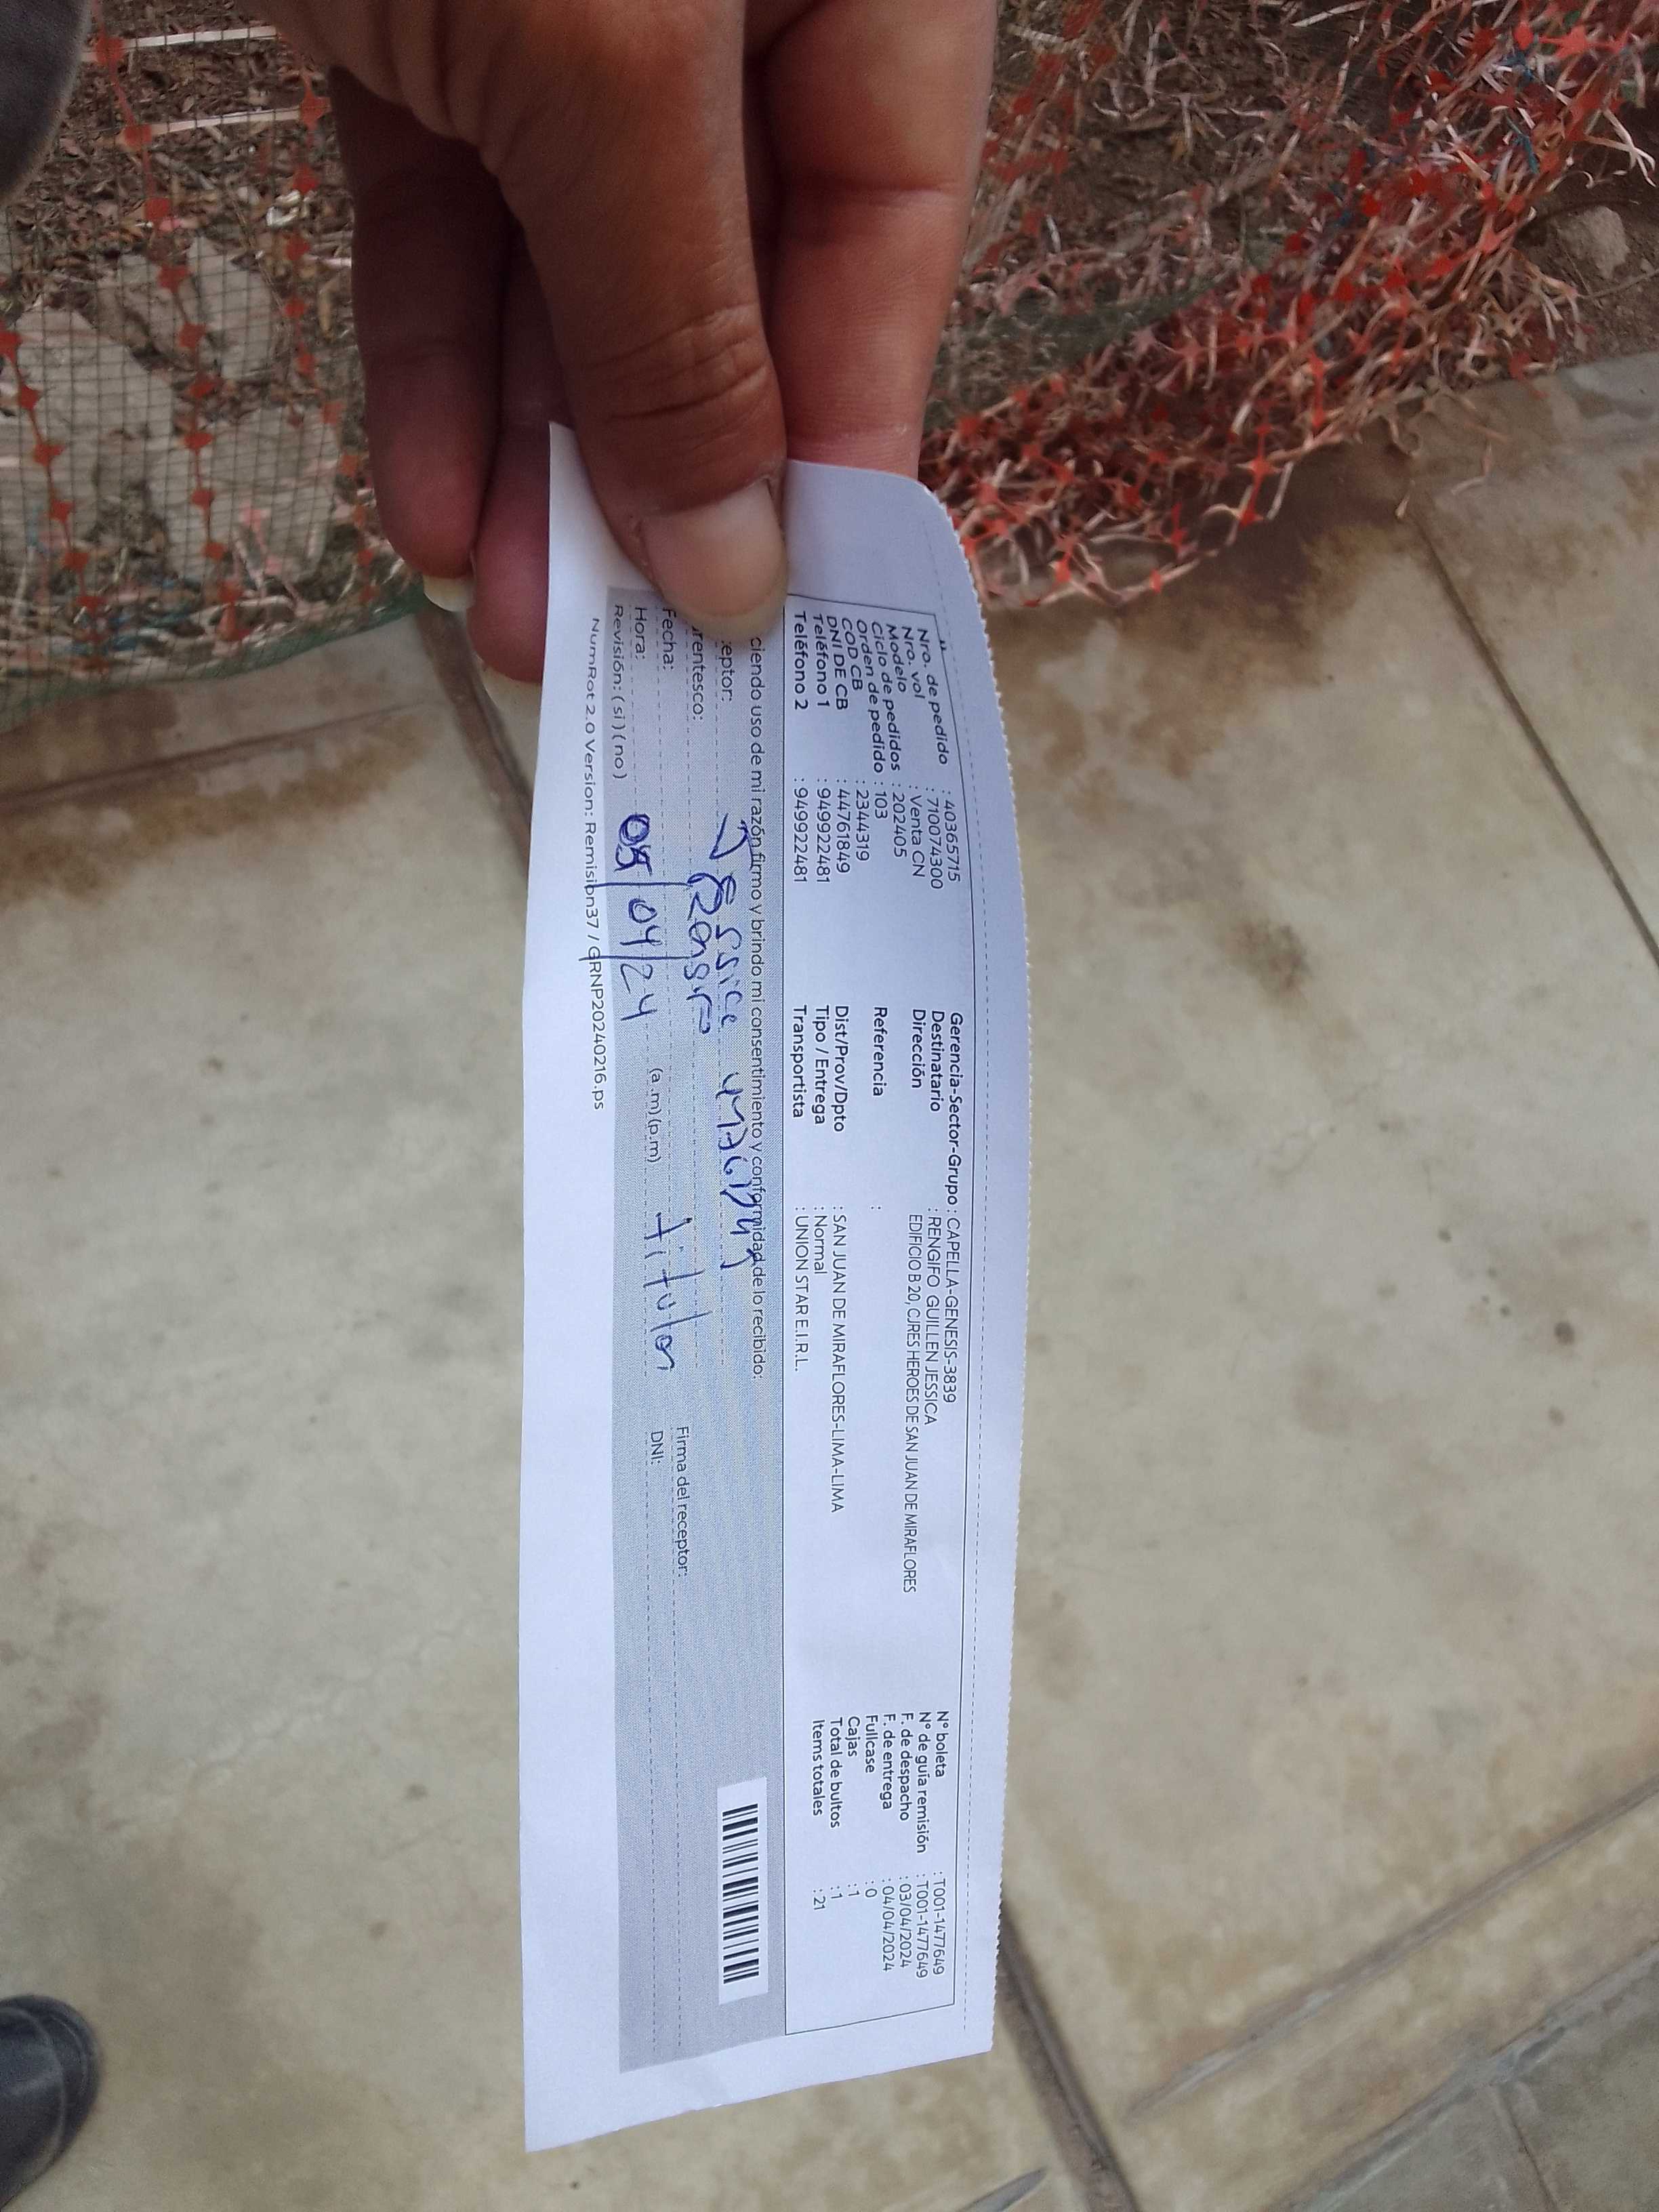 Nro. de pedido : 40365715
Nro. vol : 710074300
Modelo : Venta CN
Ciclo de pedidos : 202405
Orden de pedido : 103
COD CB : 2344319
DNI DE CB : 44761849
Teléfono 1 : 949922481
Teléfono 2 : 949922481
Gerencia-Sector-Grupo : CAPELLA-GENESIS-3839
Destinatario : RENGIFO GUILLEN JESSICA
Dirección EDIFICIO B 20, CJRES HEROES DE SAN JUAN DE MIRAFLORES
Referencia :
Dist/Prov/Dpto : SAN JUAN DE MIRAFLORES-LIMA-LIMA
Tipo / Entrega : Normal
Transportista : UNION STAR E.I.R.L.
N° boleta : T001-1477649
N° de guía remisión : T001-1477649
F. de despacho : 03/04/2024
F. de entrega : 04/04/2024
Fullcase : 0
Cajas : 1
Total de bultos : 1
Items totales : 21
ciendo uso de mi razón firmo y brindo mi consentimiento y conformidad de lo recibido:
eptor:
rentesco:
Fecha: titular
Hora: 04/24 (a.m) (p.m)
Revisión: (si) (no)
Firma del receptor:
DNI:
NumRot 2.0 Version: Remision37 / GRNP20240216.ps